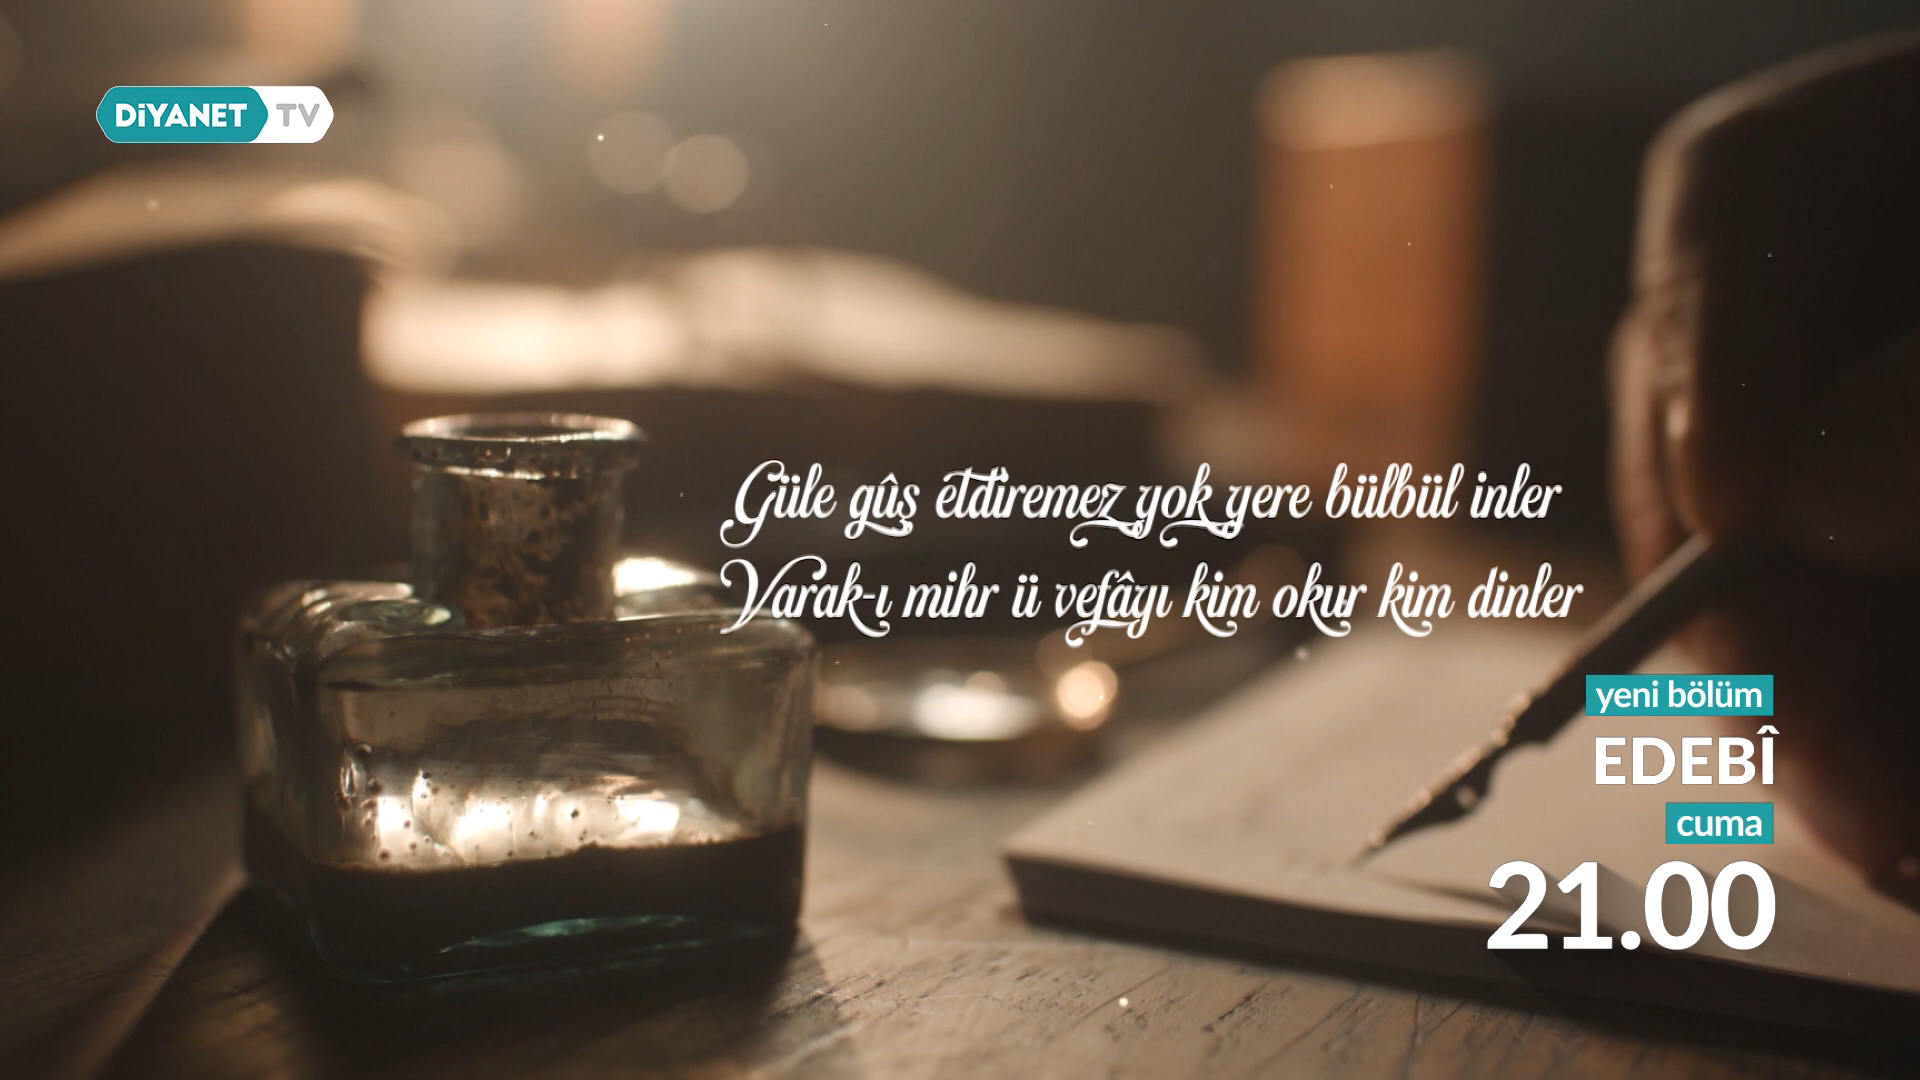 DİYANET TV
Güle gûş etdiremez yok yere bülbül inler
Varak-ı mihr ü vefâyı kim okur kim dinler
yeni bölüm
EDEBÎ
cuma
21.00